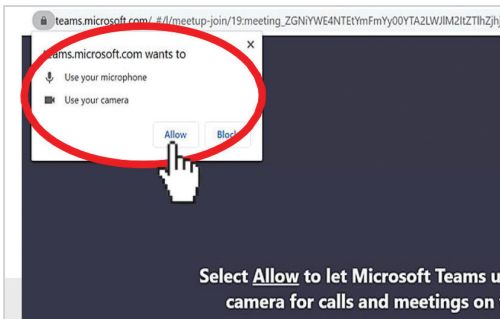 teams.microsoft.com/_#/l/meetup-join/19:meeting_ZGNiYWE4NTEtYmFmYy00YTA2LWJlM2ItZTlhZjhj
teams.microsoft.com wants to
Use your microphone
Use your camera
Allow
Block
Select Allow to let Microsoft Teams u
camera for calls and meetings on